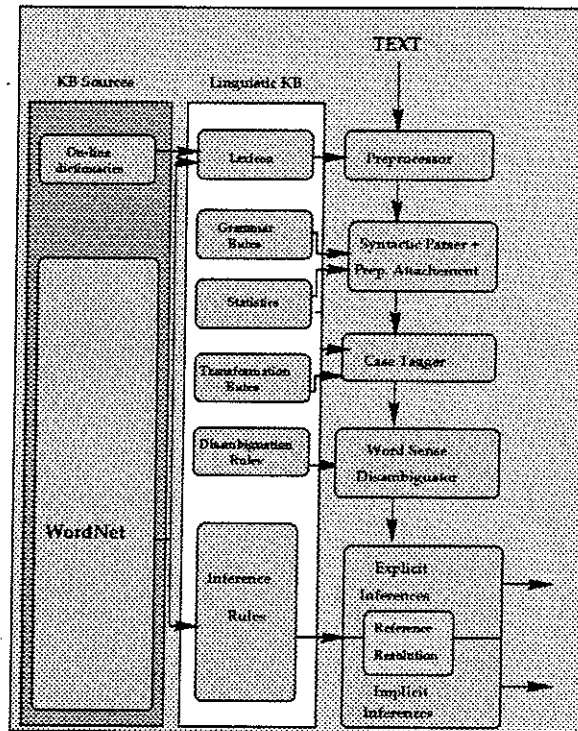 TEXT
KB Sources
Linguistic KB
On-line
dictionaries
Lexicon
Preprocessor
Grammar
Rules
Syntactic Parser +
Prep. Attachement
Statistics
Transformation
Rules
Case Tagger
Disambiguation
Rules
Word Sense
Disambiguator
WordNet
Inference
Rules
Explicit
Inferences
Reference
Resolution
Implicit
Inferences